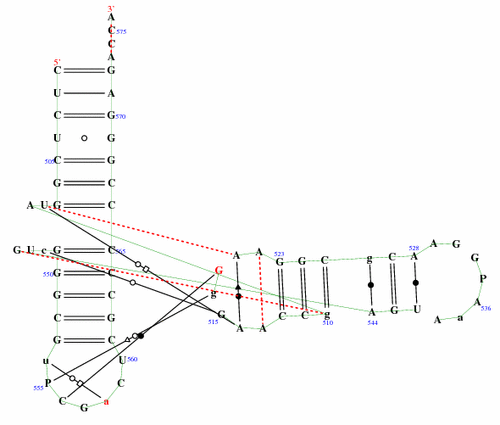 3'
A
C 575
C
5' A
C G
U A
C G
570
U G
C G
505
G C
A U G C
G U c G C 565
A A 523 G G C g C A 528 A G G
550 G C
G P
C G g
536
C G 515 G A A C C g 510 A 544 G U A a
G C
u U 560
555 P C
C G a